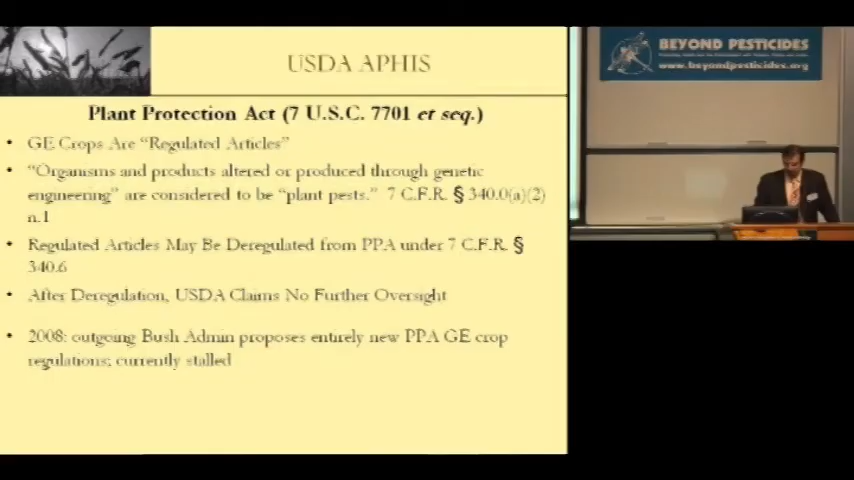 USDA APHIS
Plant Protection Act (7 U.S.C. 7701 et seq.)
• GE Crops Are “Regulated Articles”
• “Organisms and products altered or produced through genetic
engineering” are considered to be “plant pests.” 7 C.F.R. § 340.0(a)(2)
n.1
• Regulated Articles May Be Deregulated from PPA under 7 C.F.R. §
340.6
• After Deregulation, USDA Claims No Further Oversight
• 2008: outgoing Bush Admin proposes entirely new PPA GE crop
regulations; currently stalled
BEYOND PESTICIDES
www.beyondpesticides.org